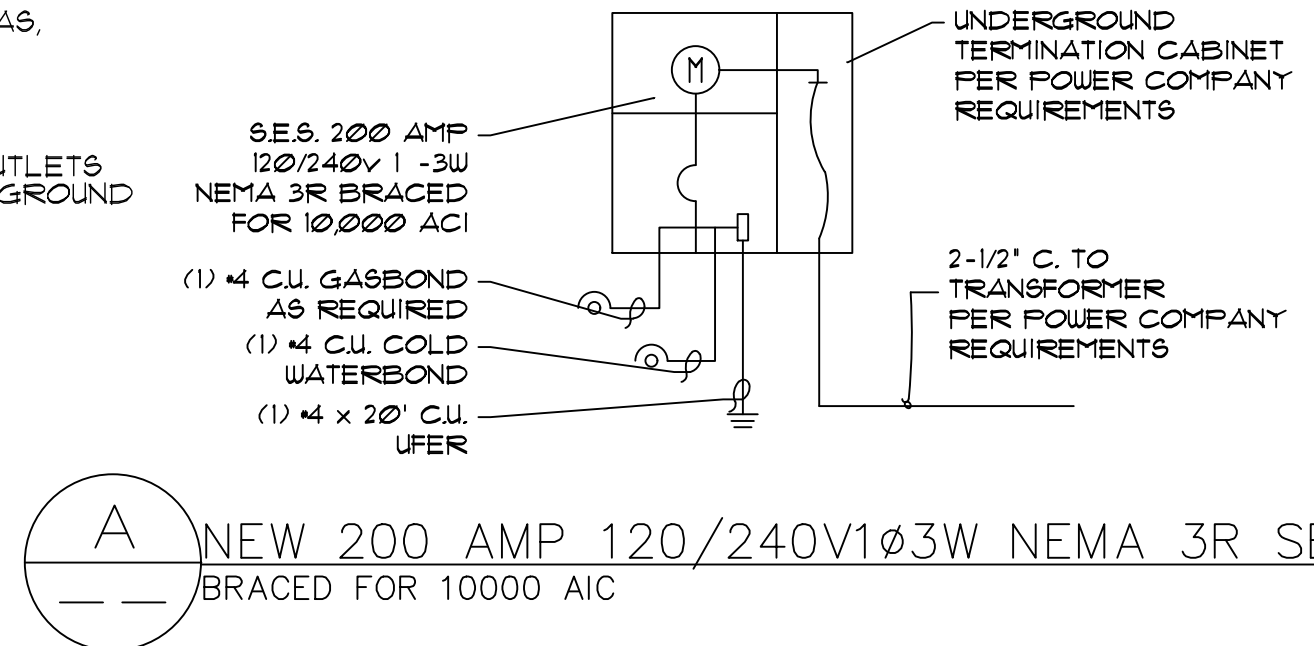 AS,
UTLETS
GROUND
S.E.S. 200 AMP
120/240v 1 -3W
NEMA 3R BRACED
FOR 10,000 ACI
(1) #4 C.U. GASBOND
AS REQUIRED
(1) #4 C.U. COLD
WATERBOND
(1) #4 x 20' C.U.
UFER
M
UNDERGROUND
TERMINATION CABINET
PER POWER COMPANY
REQUIREMENTS
2-1/2" C. TO
TRANSFORMER
PER POWER COMPANY
REQUIREMENTS
A
NEW 200 AMP 120/240V1ø3W NEMA 3R SE
BRACED FOR 10000 AIC